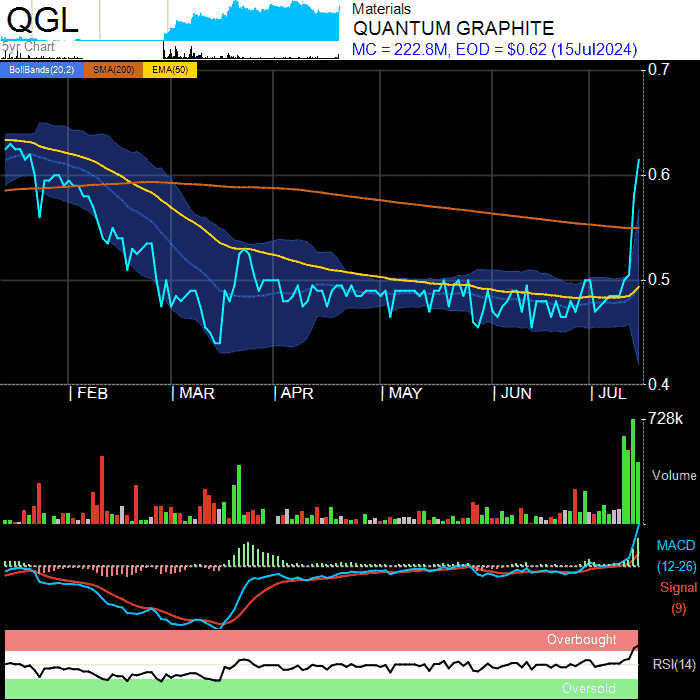 QGL
5yr Chart
Materials
QUANTUM GRAPHITE
MC = 222.8M, EOD = $0.62 (15Jul2024)
BollBands(20,2) SMA(200) EMA(50)
0.7
0.6
0.5
0.4
FEB MAR APR MAY JUN JUL
728k
Volume
MACD
(12-26)
Signal
(9)
Overbought
RSI(14)
Oversold